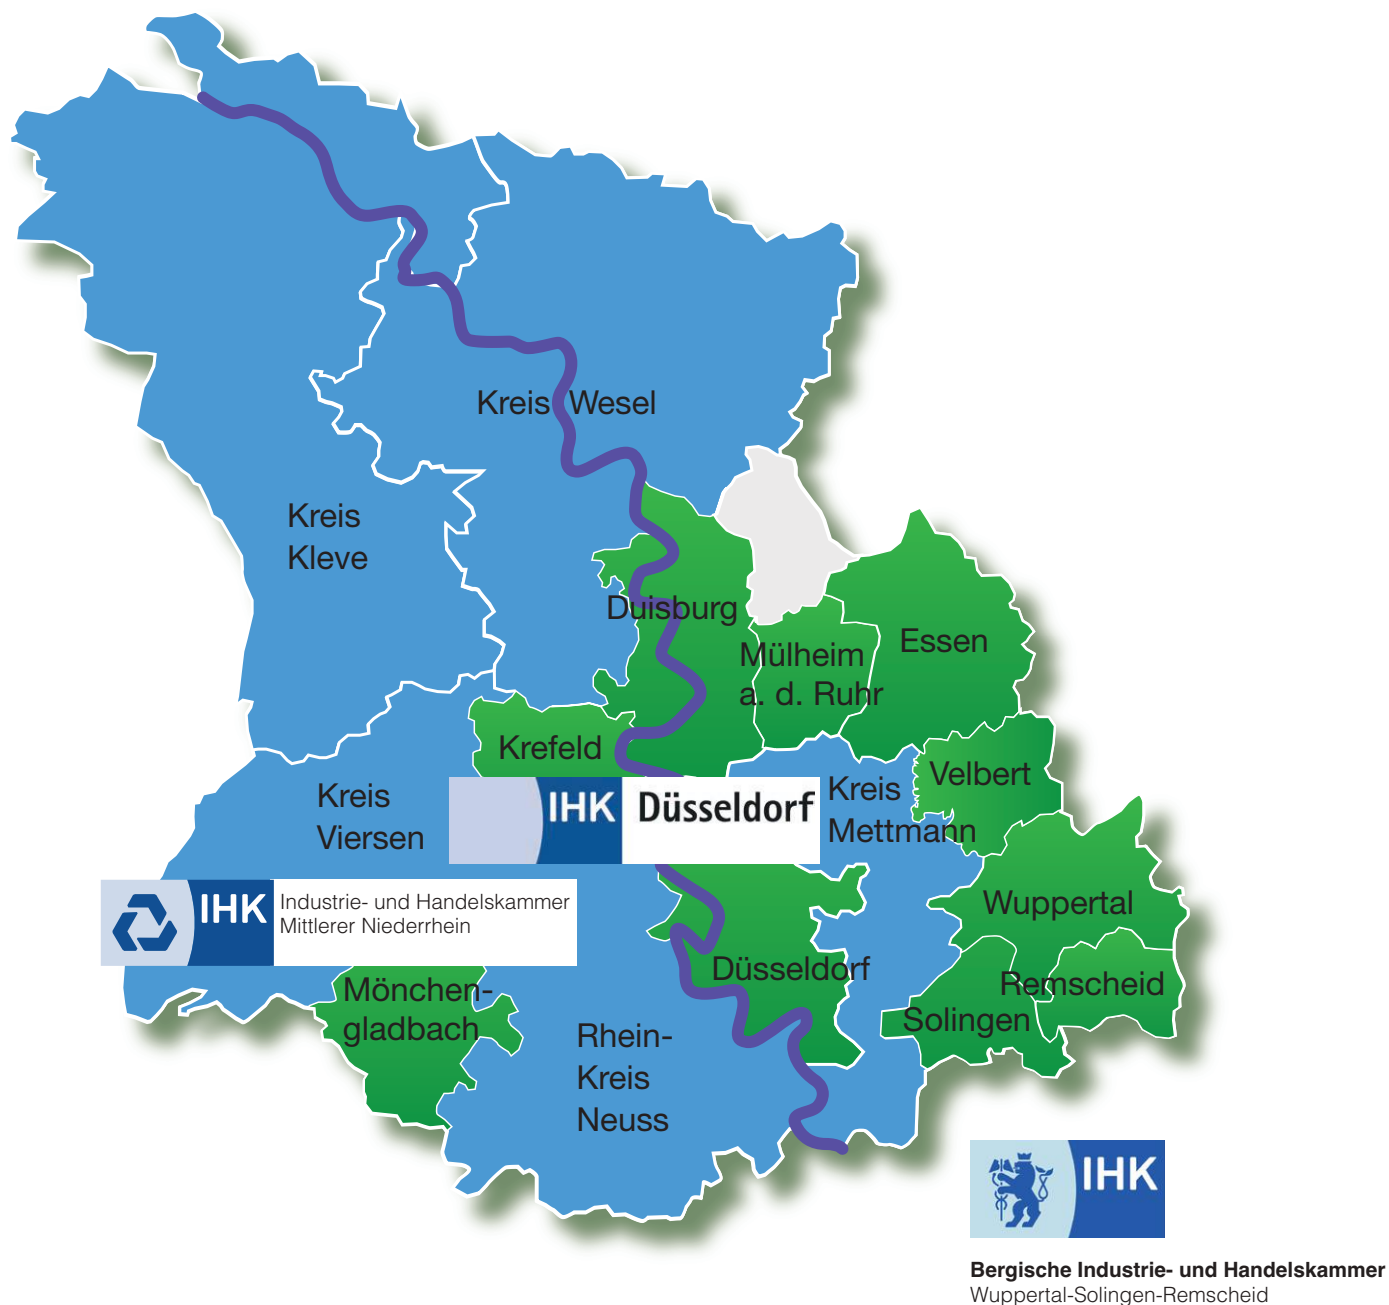 Kreis Wesel
Kreis
Kleve
Duisburg
Mülheim
a. d. Ruhr
Essen
Krefeld
Velbert
Kreis
Viersen
IHK Düsseldorf
Kreis
Mettmann
IHK Industrie- und Handelskammer
Mittlerer Niederrhein
Wuppertal
Düsseldorf
Mönchen-
gladbach
Remscheid
Solingen
Rhein-
Kreis
Neuss
IHK
Bergische Industrie- und Handelskammer
Wuppertal-Solingen-Remscheid